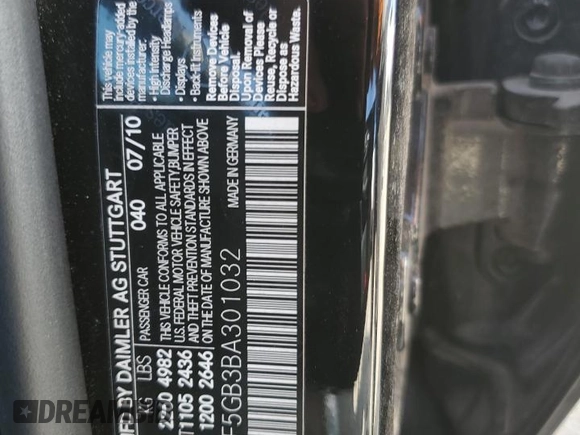 This vehicle may
include mercury-added
devices installed by the
manufacturer:
• High Intensity
Discharge Headlamps
• Displays
• Back-lit Instruments
Remove Devices
Before Vehicle
Disposal.
Upon Removal of
Devices Please
Reuse, Recycle or
Dispose as
Hazardous Waste.
BY DAIMLER AG STUTTGART
PASSENGER CAR 040 07/10
KG LBS
4982
1105 2436
1200 2646
THIS VEHICLE CONFORMS TO ALL APPLICABLE
U.S. FEDERAL MOTOR VEHICLE SAFETY, BUMPER
AND THEFT PREVENTION STANDARDS IN EFFECT
ON THE DATE OF MANUFACTURE SHOWN ABOVE
F5GB3BA301032 MADE IN GERMANY